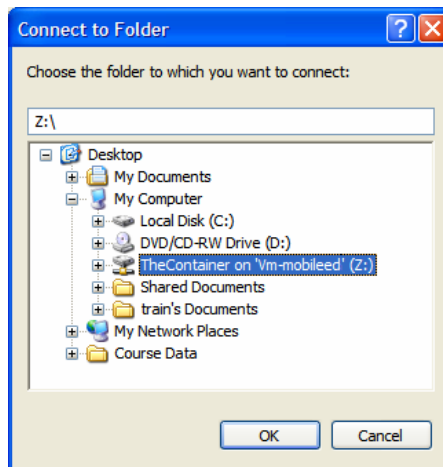 Connect to Folder
Choose the folder to which you want to connect:
Z:\
Desktop
My Documents
My Computer
Local Disk (C:)
DVD/CD-RW Drive (D:)
TheContainer on 'Vm-mobileed' (Z:)
Shared Documents
train's Documents
My Network Places
Course Data
OK Cancel